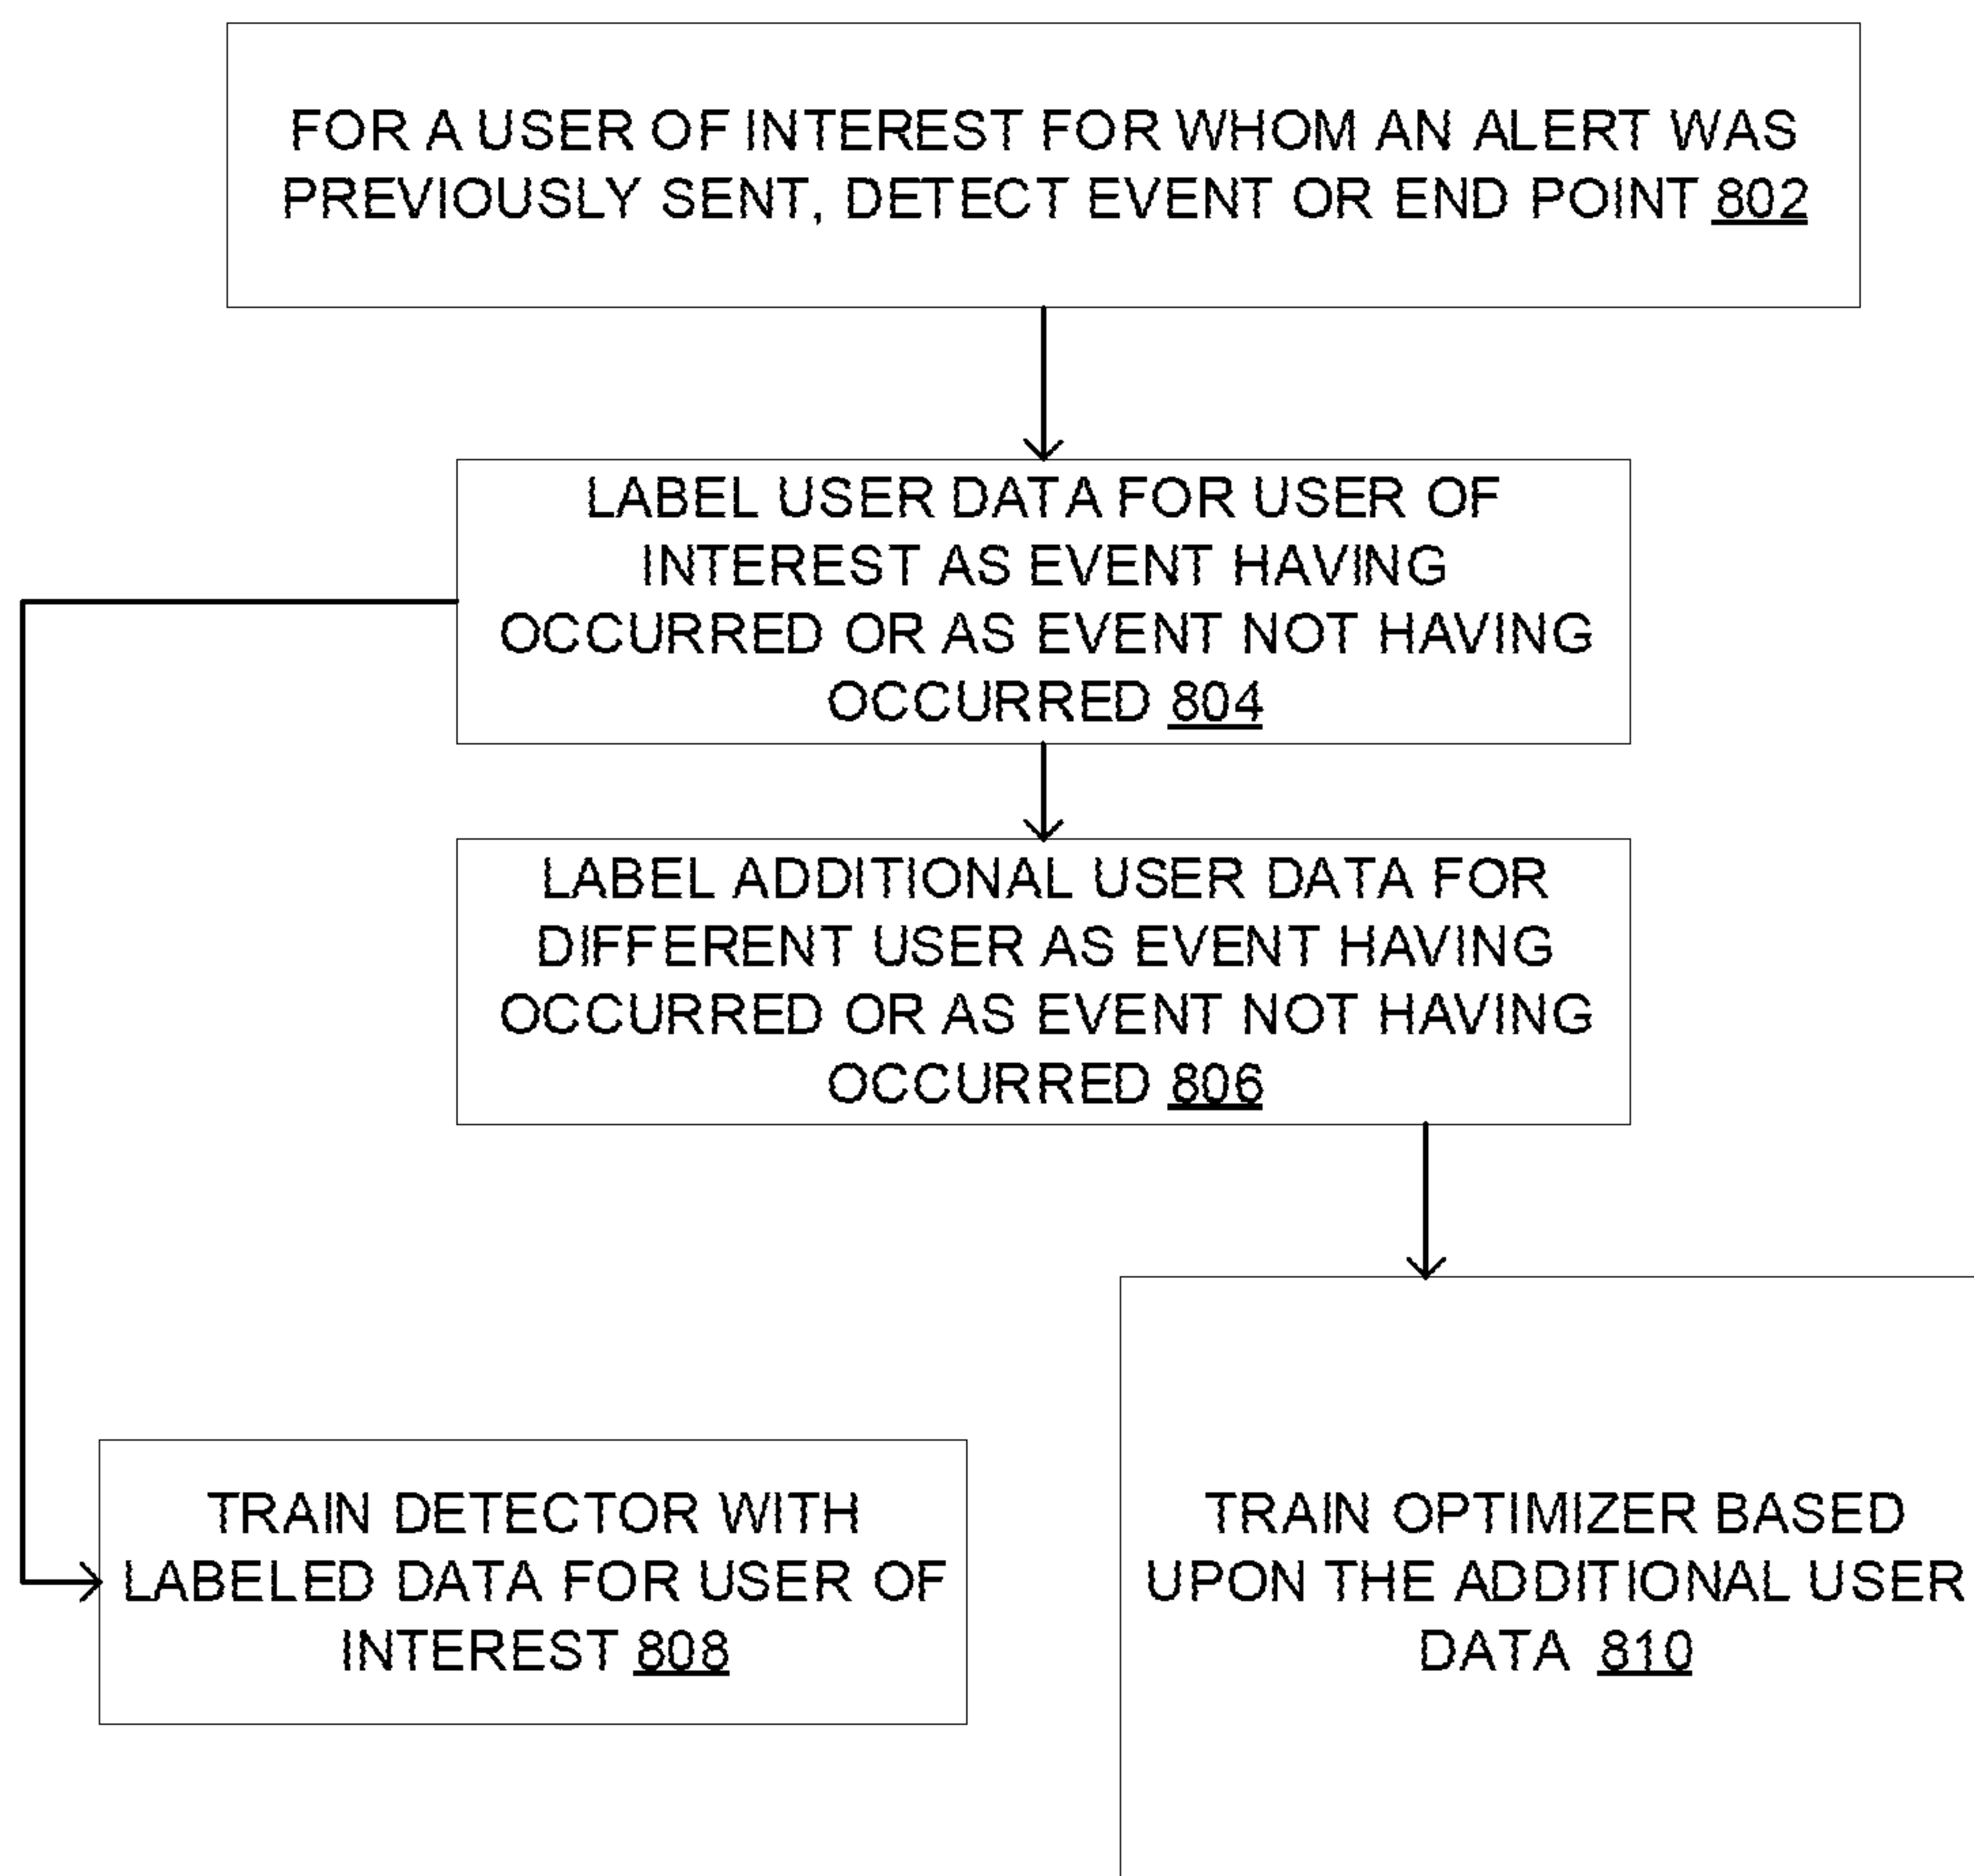 FOR A USER OF INTEREST FOR WHOM AN ALERT WAS
PREVIOUSLY SENT, DETECT EVENT OR END POINT 802
LABEL USER DATA FOR USER OF
INTEREST AS EVENT HAVING
OCCURRED OR AS EVENT NOT HAVING
OCCURRED 804
LABEL ADDITIONAL USER DATA FOR
DIFFERENT USER AS EVENT HAVING
OCCURRED OR AS EVENT NOT HAVING
OCCURRED 806
TRAIN DETECTOR WITH
LABELED DATA FOR USER OF
INTEREST 808
TRAIN OPTIMIZER BASED
UPON THE ADDITIONAL USER
DATA 810